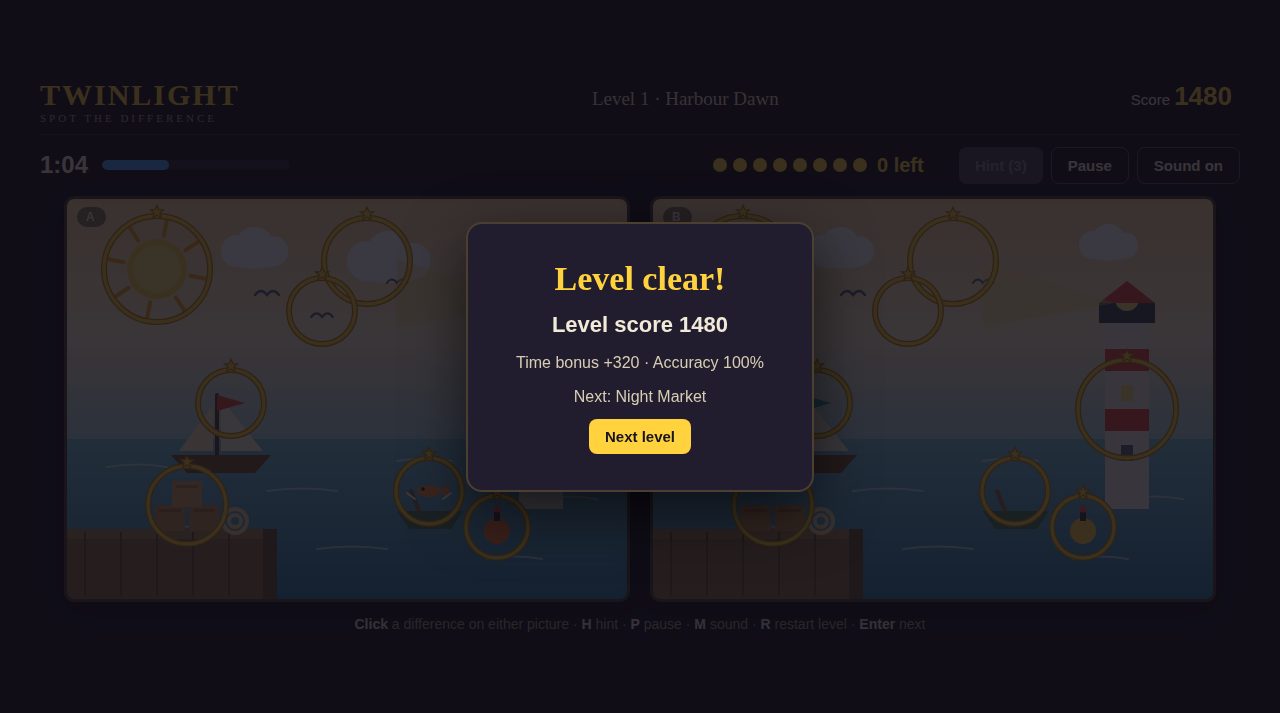 TWINLIGHT
SPOT THE DIFFERENCE
Level 1 · Harbour Dawn
Score 1480
1:04
0 left
Hint (3)
Pause
Sound on
A
B
Level clear!
Level score 1480
Time bonus +320 · Accuracy 100%
Next: Night Market
Next level
Click a difference on either picture · H hint · P pause · M sound · R restart level · Enter next